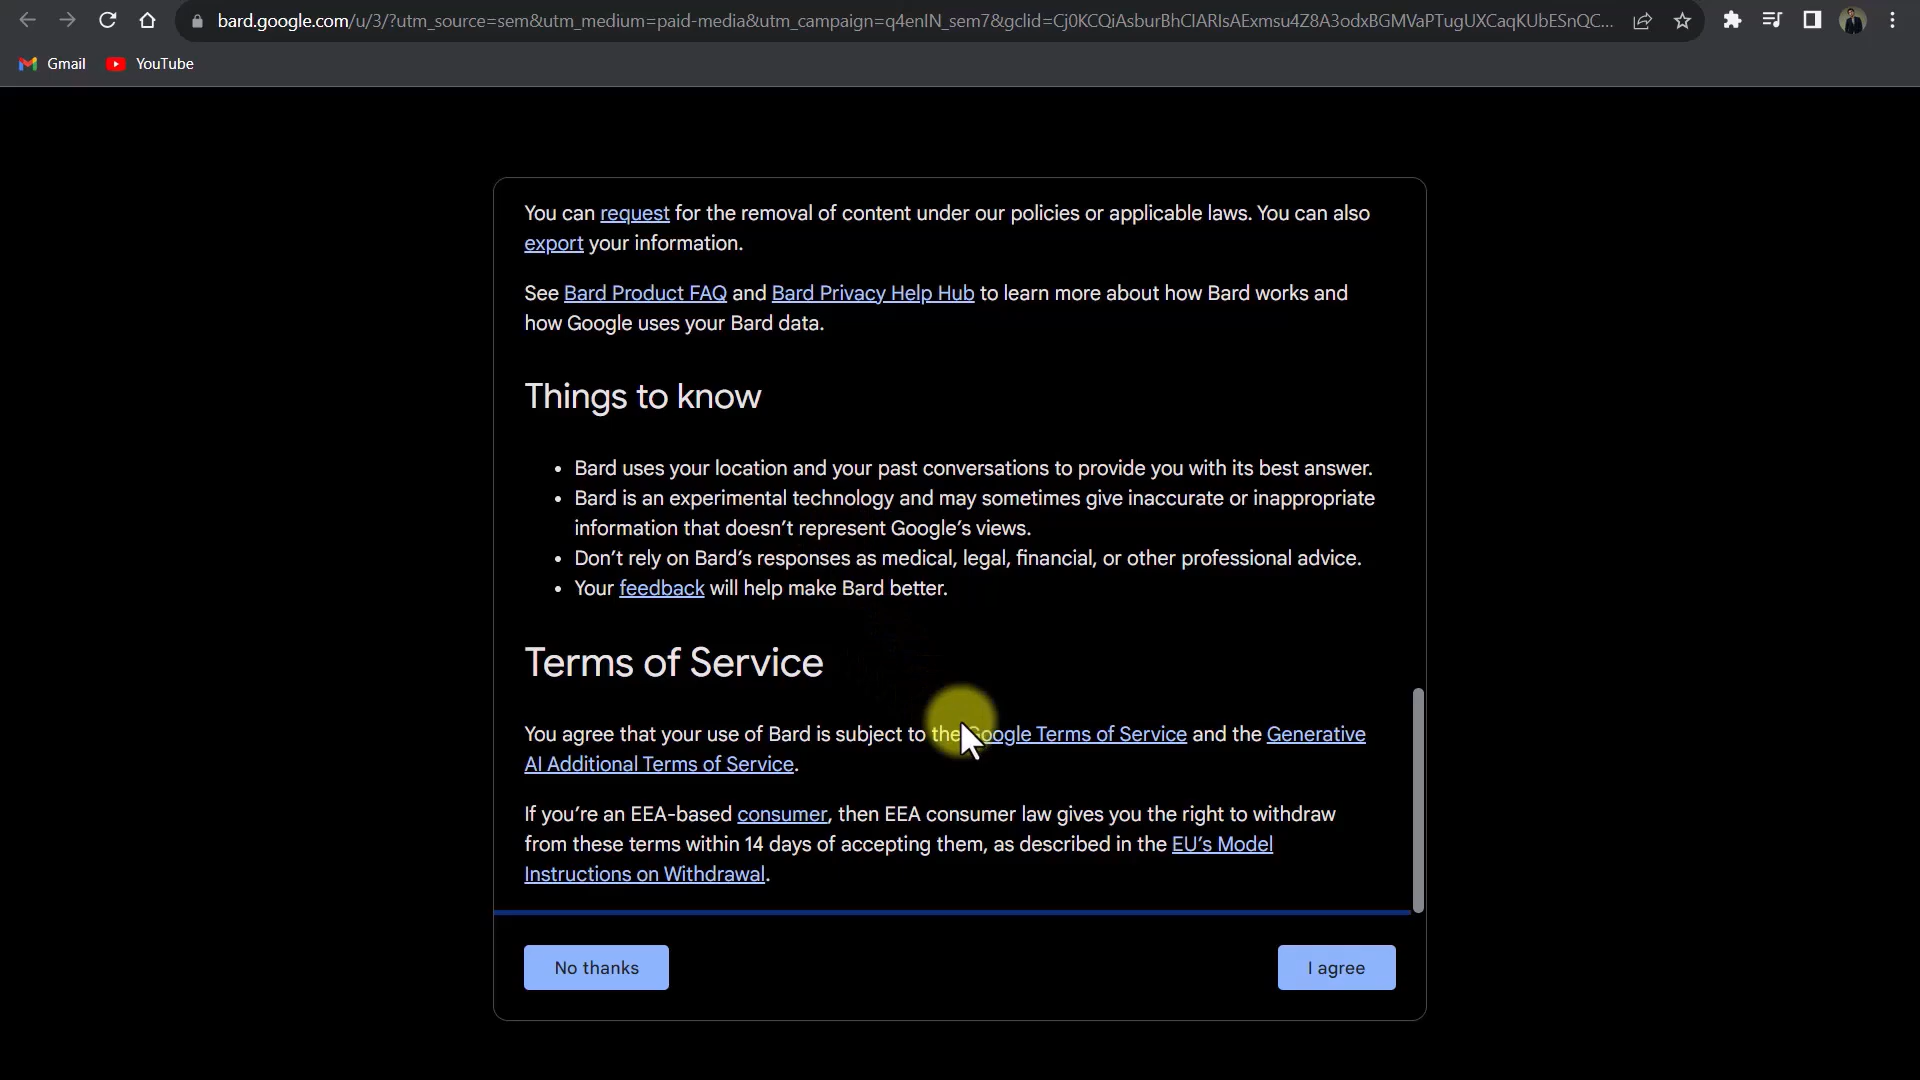 bard.google.com/u/3/?utm_source=sem&utm_medium=paid-media&utm_campaign=q4enIN_sem7&gclid=Cj0KCQiAsburBhCIARIsAExmsu4Z8A3odxBGMVaPTugUXCaqKUbESnQC...
Gmail YouTube
You can request for the removal of content under our policies or applicable laws. You can also
export your information.
See Bard Product FAQ and Bard Privacy Help Hub to learn more about how Bard works and
how Google uses your Bard data.
Things to know
• Bard uses your location and your past conversations to provide you with its best answer.
• Bard is an experimental technology and may sometimes give inaccurate or inappropriate
information that doesn’t represent Google’s views.
• Don’t rely on Bard’s responses as medical, legal, financial, or other professional advice.
• Your feedback will help make Bard better.
Terms of Service
You agree that your use of Bard is subject to the Google Terms of Service and the Generative
AI Additional Terms of Service.
If you’re an EEA-based consumer, then EEA consumer law gives you the right to withdraw
from these terms within 14 days of accepting them, as described in the EU’s Model
Instructions on Withdrawal.
No thanks I agree